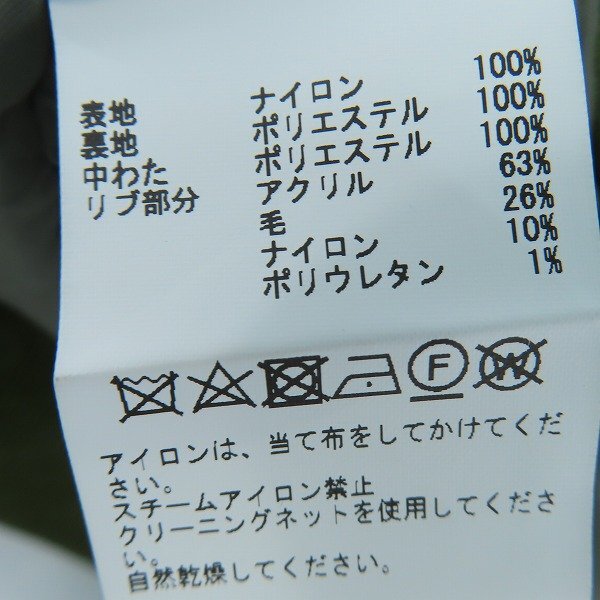 表地 ナイロン 100%
裏地 ポリエステル 100%
中わた ポリエステル 100%
リブ部分 アクリル 63%
毛 26%
ナイロン 10%
ポリウレタン 1%
F W
アイロンは、当て布をしてかけてくだ
さい。
スチームアイロン禁止
クリーニングネットを使用してくださ
い。
自然乾燥してください。